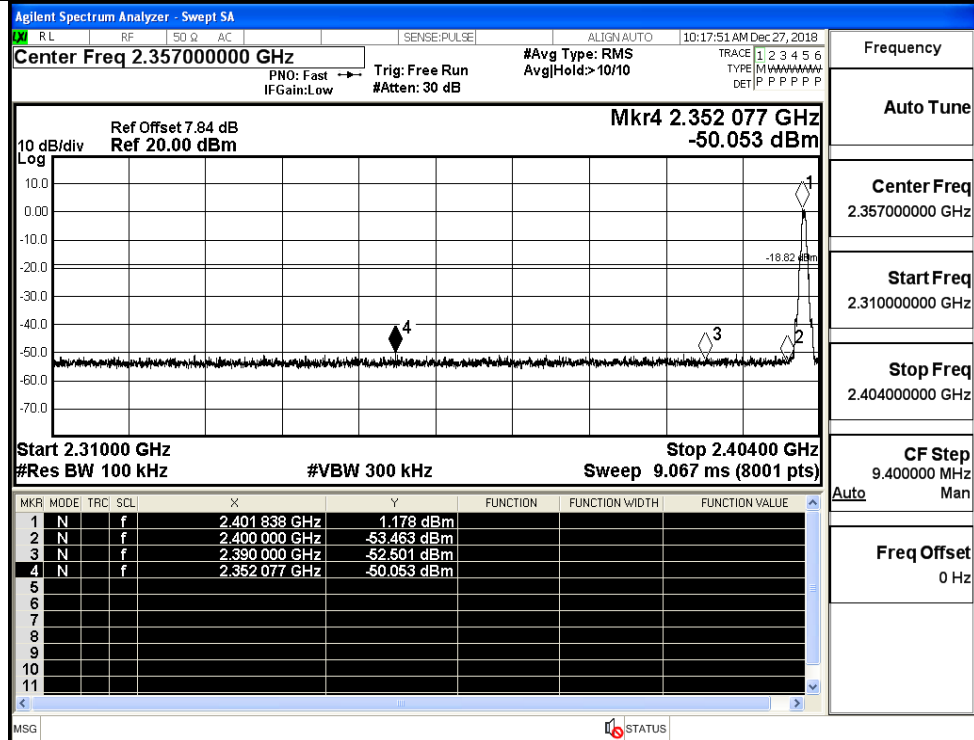 Agilent Spectrum Analyzer - Swept SA
LXI RL RF 50 Ω AC SENSE:PULSE ALIGN AUTO 10:17:51 AM Dec 27, 2018
Center Freq 2.357000000 GHz
PNO: Fast
IFGain:Low
Trig: Free Run
#Atten: 30 dB
#Avg Type: RMS
Avg|Hold:> 10/10
TRACE 1 2 3 4 5 6
TYPE M WWWWW
DET P P P P P P
Ref Offset 7.84 dB
10 dB/div Ref 20.00 dBm
Log
Mkr4 2.352 077 GHz
-50.053 dBm
10.0
0.00
-10.0
-20.0
-30.0
-40.0
-50.0
-60.0
-70.0
1
-18.82 dBm
4
3
2
Start 2.31000 GHz Stop 2.40400 GHz
#Res BW 100 kHz #VBW 300 kHz Sweep 9.067 ms (8001 pts)
MKR MODE TRC SCL X Y FUNCTION FUNCTION WIDTH FUNCTION VALUE
1 N f 2.401 838 GHz 1.178 dBm
2 N f 2.400 000 GHz -53.463 dBm
3 N f 2.390 000 GHz -52.501 dBm
4 N f 2.352 077 GHz -50.053 dBm
5
6
7
8
9
10
11
MSG STATUS
Frequency
Auto Tune
Center Freq
2.357000000 GHz
Start Freq
2.310000000 GHz
Stop Freq
2.404000000 GHz
CF Step
9.400000 MHz
Auto Man
Freq Offset
0 Hz